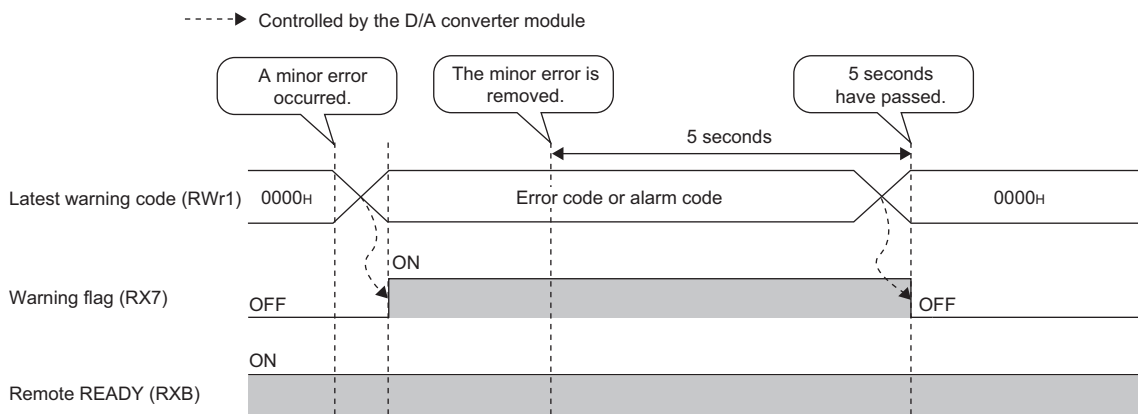 Controlled by the D/A converter module
A minor error
occurred.
The minor error is
removed.
5 seconds
have passed.
5 seconds
Latest warning code (RWr1)
0000H
Error code or alarm code
0000H
ON
Warning flag (RX7)
OFF
OFF
ON
Remote READY (RXB)